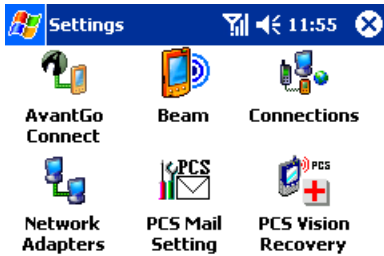 Settings 11:55
AvantGo Beam Connections
Connect
PCS PCS
Network PCS Mail PCS Vision
Adapters Setting Recovery